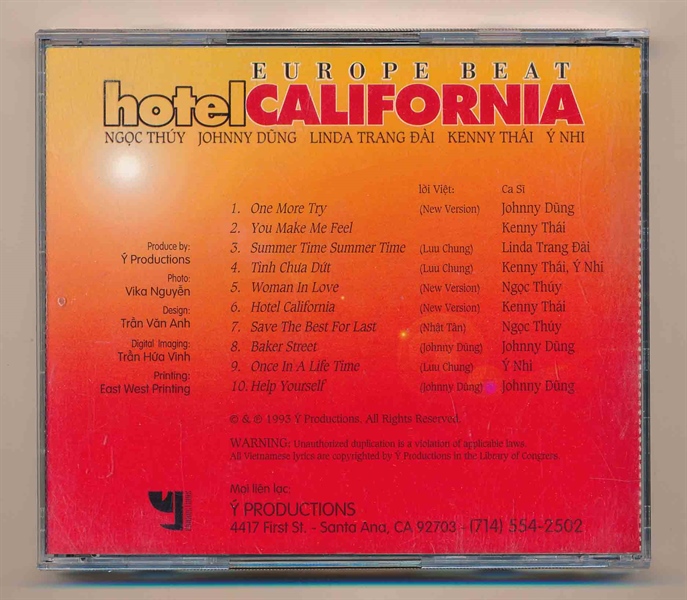 EUROPE BEAT
hotel CALIFORNIA
NGỌC THÚY JOHNNY DŨNG LINDA TRANG ĐÀI KENNY THÁI Ý NHI
lời Việt: Ca Sĩ
1. One More Try (New Version) Johnny Dũng
2. You Make Me Feel Kenny Thái
3. Summer Time Summer Time (Luu Chung) Linda Trang Đài
4. Tình Chưa Dứt (Luu Chung) Kenny Thái, Ý Nhi
5. Woman In Love (New Version) Ngọc Thúy
6. Hotel California (New Version) Kenny Thái
7. Save The Best For Last (Nhật Tân) Ngọc Thúy
8. Baker Street (Johnny Dũng) Johnny Dũng
9. Once In A Life Time (Luu Chung) Ý Nhi
10. Help Yourself (Johnny Dũng) Johnny Dũng
Produce by:
Ý Productions
Photo:
Vika Nguyễn
Design:
Trần Văn Anh
Digital Imaging:
Trần Hứa Vinh
Printing:
East West Printing
© & ℗ 1993 Ý Productions, All Rights Reserved.
WARNING: Unauthorized duplication is a violation of applicable laws.
All Vietnamese lyrics are copyrighted by Ý Productions in the Library of Congress.
Mọi liên lạc:
Ý PRODUCTIONS
4417 First St. - Santa Ana, CA 92703 - (714) 554-2502